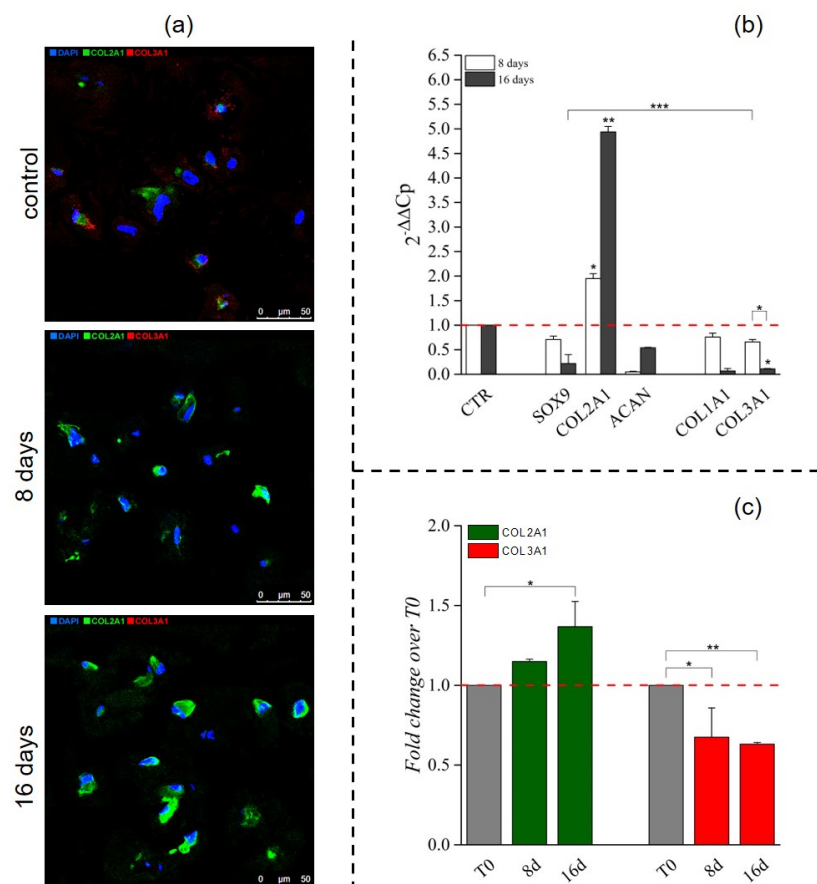 (a)
DAPI COL2A1 COL3A1
control
0 µm 50
DAPI COL2A1 COL3A1
8 days
0 µm 50
DAPI COL2A1 COL3A1
16 days
0 µm 50
(b)
8 days
16 days
6.5
6.0
5.5
5.0
4.5
4.0
3.5
3.0
2.5
2.0
1.5
1.0
0.5
0.0
2^-ΔΔCp
***
**
*
*
*
CTR
SOX9
COL2A1
ACAN
COL1A1
COL3A1
(c)
COL2A1
COL3A1
2.0
1.5
1.0
0.5
0.0
Fold change over T0
*
**
*
T0
8d
16d
T0
8d
16d